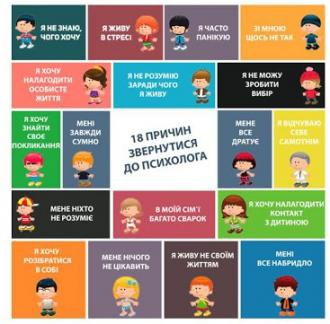 Я НЕ ЗНАЮ,
ЧОГО ХОЧУ
Я ЖИВУ
В СТРЕСІ
Я ЧАСТО
ПАНІКУЮ
ЗІ МНОЮ
ЩОСЬ НЕ ТАК
Я ХОЧУ
НАЛАГОДИТИ
ОСОБИСТЕ
ЖИТТЯ
Я НЕ РОЗУМІЮ
ЗАРАДИ ЧОГО
Я ЖИВУ
Я НЕ МОЖУ
ЗРОБИТИ
ВИБІР
Я ХОЧУ
ЗНАЙТИ
СВОЄ
ПОКЛИКАННЯ
МЕНІ
ЗАВЖДИ
СУМНО
18 ПРИЧИН
ЗВЕРНУТИСЯ
ДО ПСИХОЛОГА
МЕНЕ
ВСЕ
ДРАТУЄ
Я ВІДЧУВАЮ
СЕБЕ
САМОТНІМ
МЕНЕ НІХТО
НЕ РОЗУМІЄ
В МОЇЙ СІМ'Ї
БАГАТО СВАРОК
Я ХОЧУ НАЛАГОДИТИ
КОНТАКТ
З ДИТИНОЮ
Я ХОЧУ
РОЗІБРАТИСЯ
В СОБІ
МЕНЕ НІЧОГО
НЕ ЦІКАВИТЬ
Я ЖИВУ НЕ СВОЇМ
ЖИТТЯМ
МЕНІ
ВСЕ НАБРИДЛО